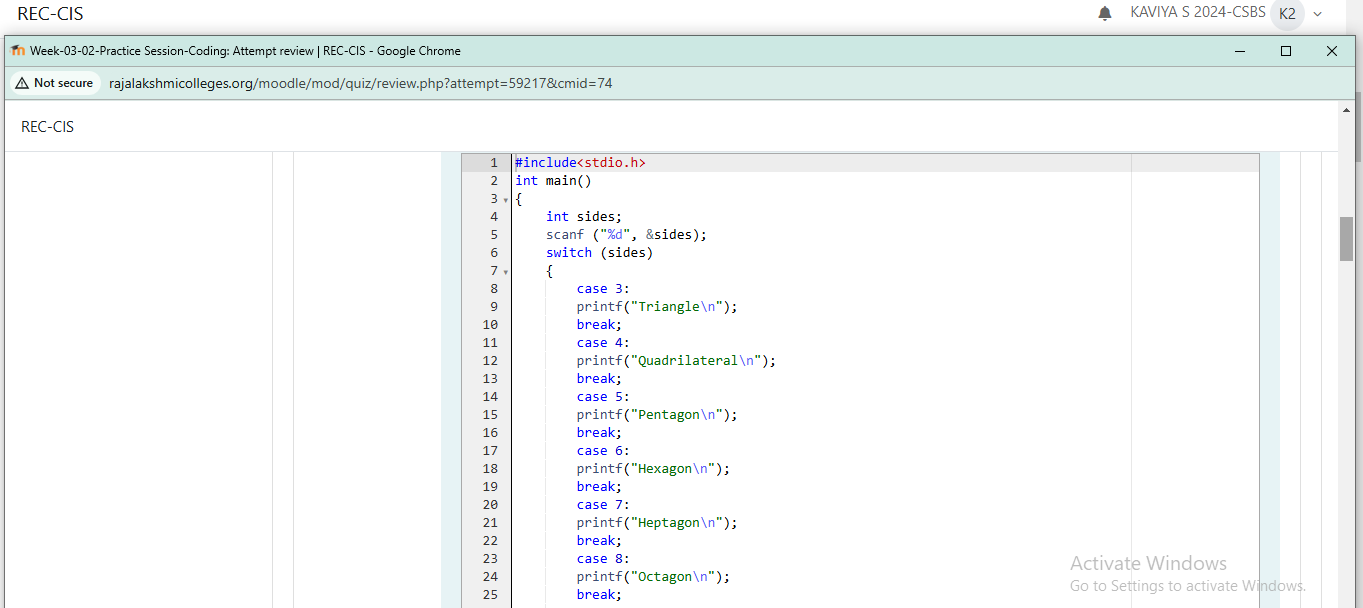 REC-CIS
KAVIYA S 2024-CSBS K2
Week-03-02-Practice Session-Coding: Attempt review | REC-CIS - Google Chrome
Not secure rajalakshmicolleges.org/moodle/mod/quiz/review.php?attempt=59217&cmid=74
REC-CIS
1 #include<stdio.h>
2 int main()
3 {
4 int sides;
5 scanf ("%d", &sides);
6 switch (sides)
7 {
8 case 3:
9 printf("Triangle\n");
10 break;
11 case 4:
12 printf("Quadrilateral\n");
13 break;
14 case 5:
15 printf("Pentagon\n");
16 break;
17 case 6:
18 printf("Hexagon\n");
19 break;
20 case 7:
21 printf("Heptagon\n");
22 break;
23 case 8:
24 printf("Octagon\n");
25 break;
Activate Windows
Go to Settings to activate Windows.